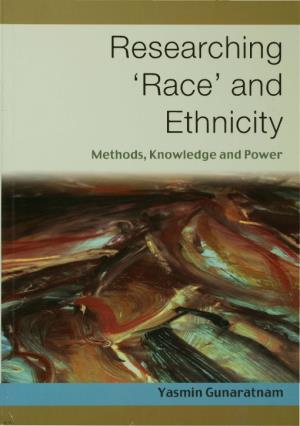 Researching
‘Race’ and
Ethnicity
Methods, Knowledge and Power
Yasmin Gunaratnam